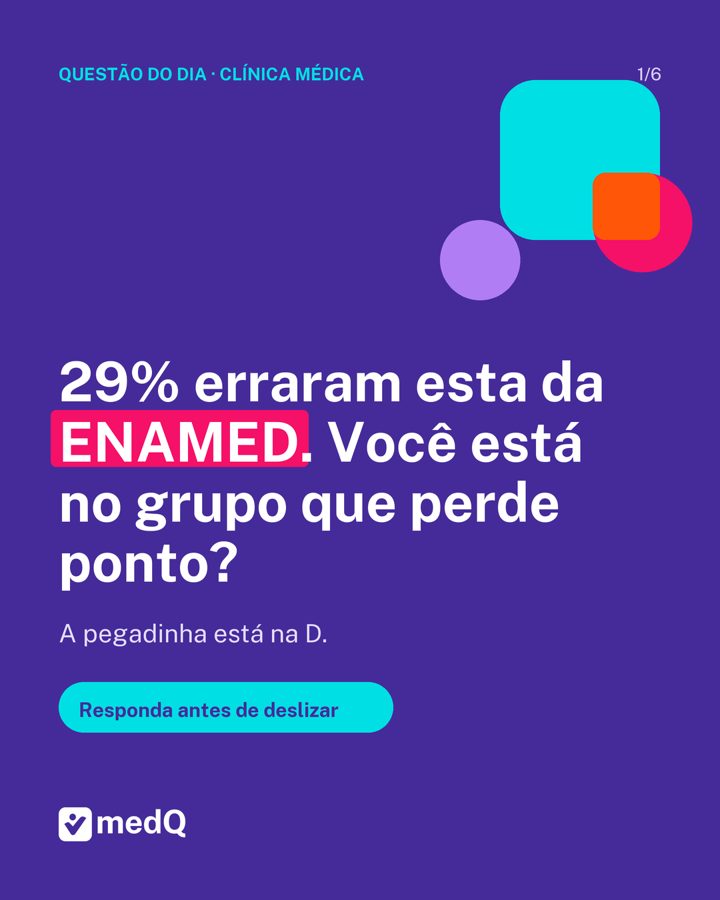 QUESTÃO DO DIA · CLÍNICA MÉDICA
1/6
29% erraram esta da
ENAMED. Você está
no grupo que perde
ponto?
A pegadinha está na D.
Responda antes de deslizar
medQ